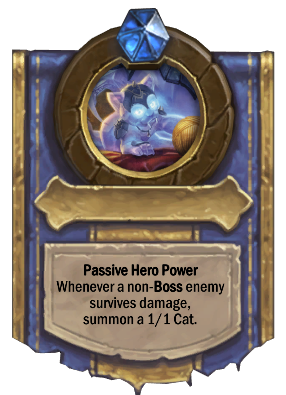 Passive Hero Power
Whenever a non-Boss enemy
survives damage,
summon a 1/1 Cat.